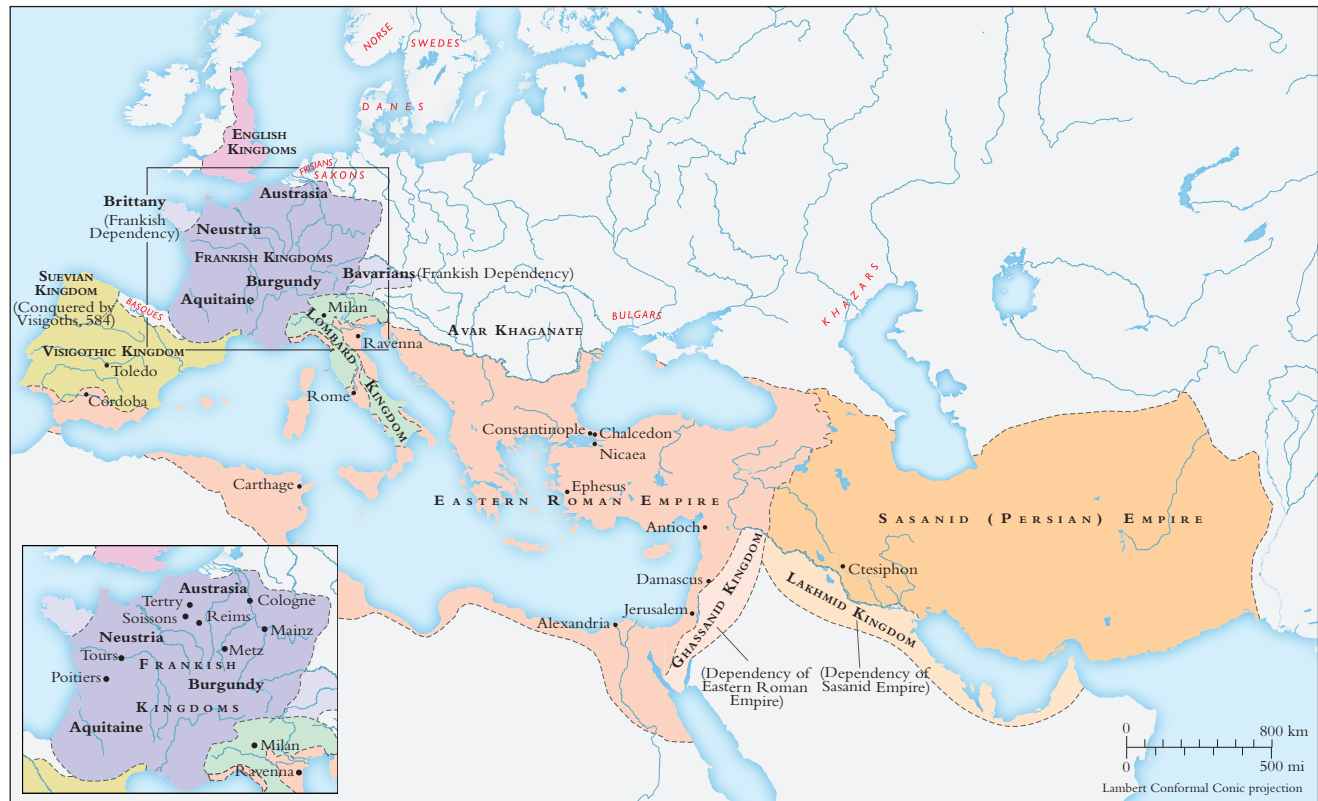 NORSE
SWEDES
DANES
ENGLISH
KINGDOMS
FRISIANS
SAXONS
Austrasia
Brittany
(Frankish
Dependency)
Neustria
FRANKISH KINGDOMS
Bavarians (Frankish Dependency)
Burgundy
Aquitaine
SUEVIAN
KINGDOM
(Conquered by
Visigoths, 584)
BASQUES
VISIGOTHIC KINGDOM
Toledo
Córdoba
Milan
LOMBARD KINGDOM
Ravenna
Rome
AVAR KHAGANATE
BULGARS
KHAZARS
Constantinople
Chalcedon
Nicaea
Carthage
Ephesus
EASTERN ROMAN EMPIRE
Antioch
SASANID (PERSIAN) EMPIRE
Ctesiphon
Damascus
Jerusalem
Alexandria
GHASSANID KINGDOM
(Dependency of
Eastern Roman
Empire)
LAKHMID KINGDOM
(Dependency of
Sasanid Empire)
Austrasia
Tertry
Cologne
Soissons
Reims
Neustria
Mainz
Tours
Metz
FRANKISH
Poitiers
Burgundy
KINGDOMS
Aquitaine
Milan
Ravenna
0 800 km
0 500 mi
Lambert Conformal Conic projection